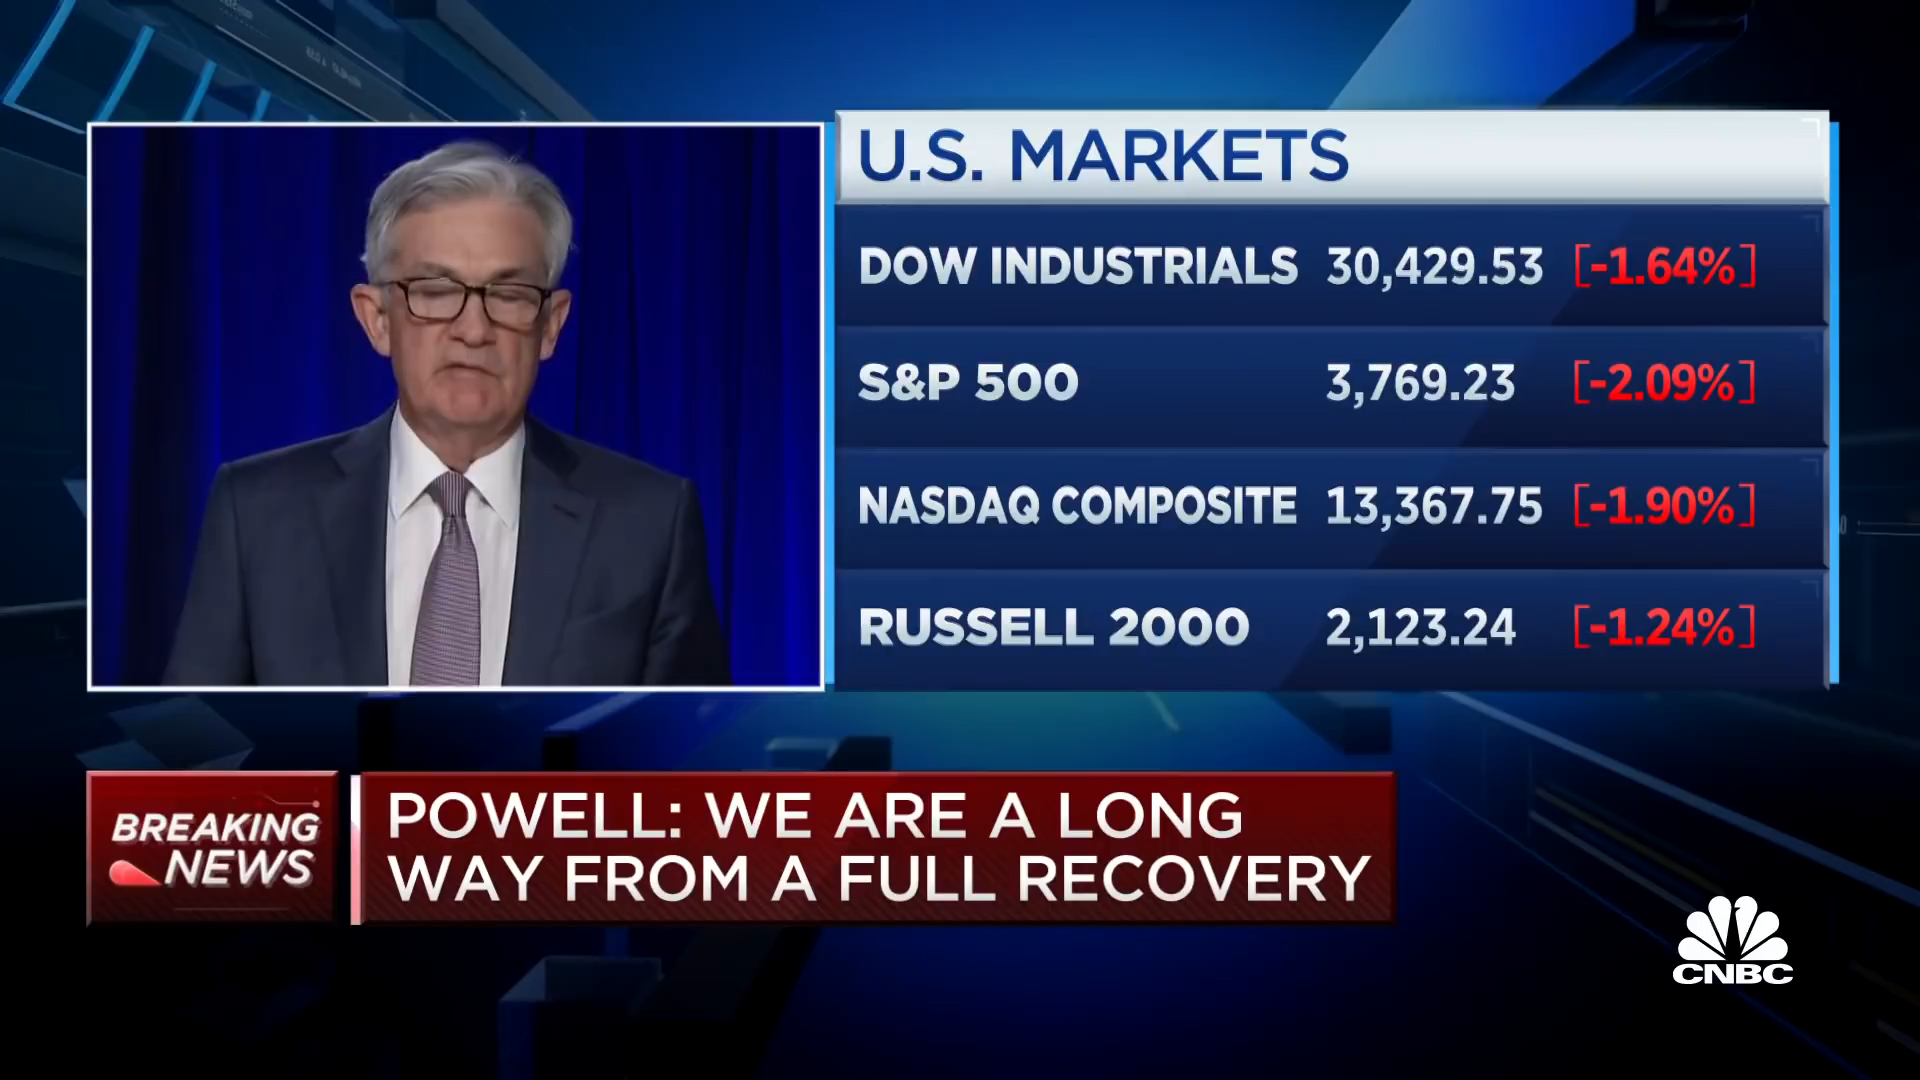 U.S. MARKETS
DOW INDUSTRIALS 30,429.53 [-1.64%]
S&P 500 3,769.23 [-2.09%]
NASDAQ COMPOSITE 13,367.75 [-1.90%]
RUSSELL 2000 2,123.24 [-1.24%]
BREAKING
NEWS
POWELL: WE ARE A LONG
WAY FROM A FULL RECOVERY
CNBC